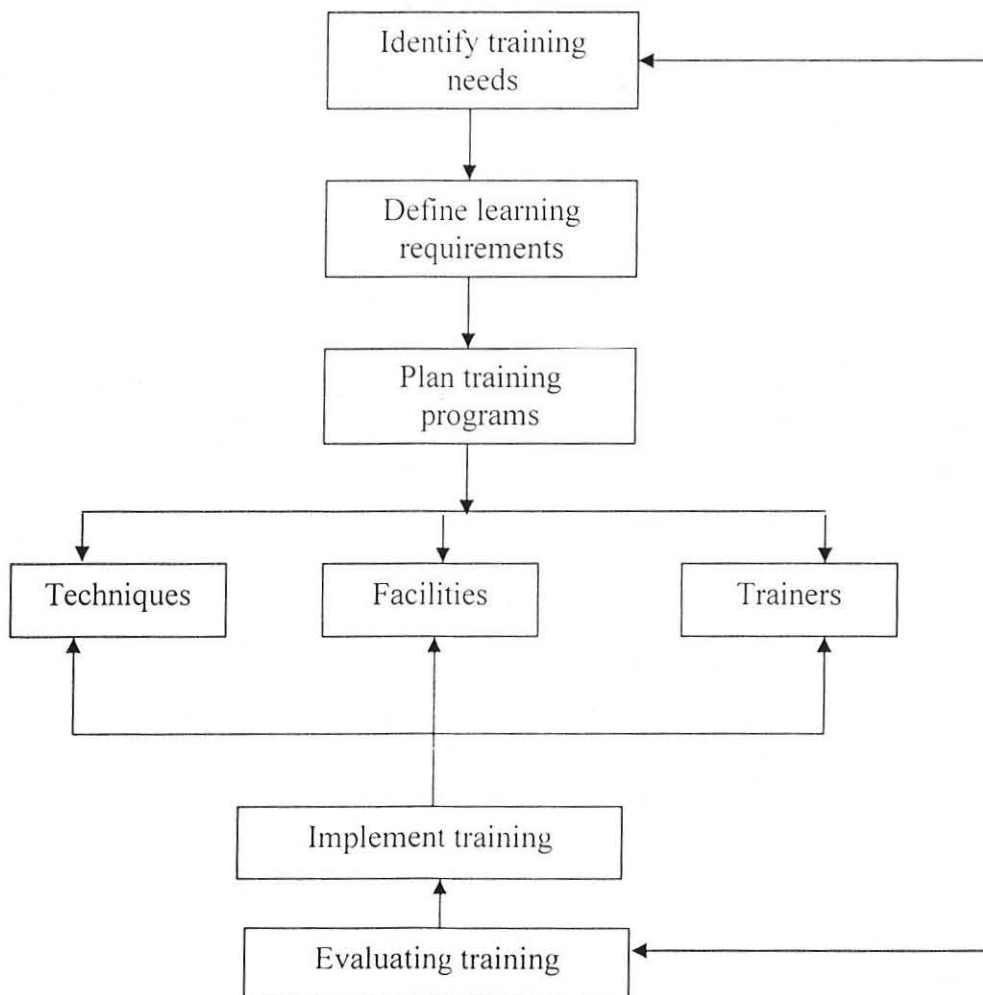 Identify training
needs
Define learning
requirements
Plan training
programs
Techniques
Facilities
Trainers
Implement training
Evaluating training